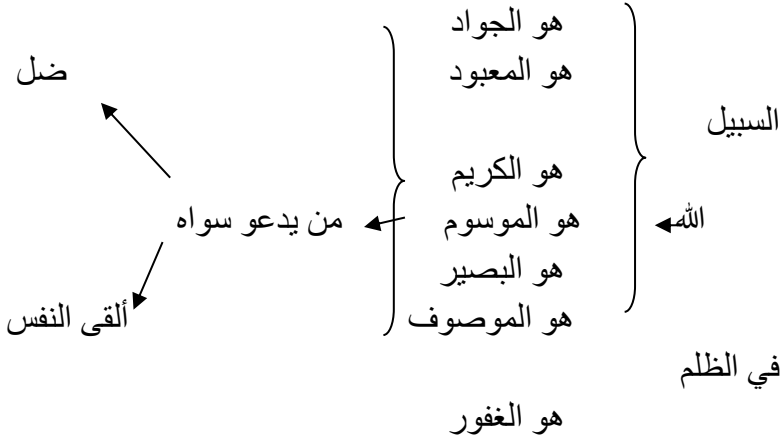 هو الجواد
ضل
هو المعبود
السبيل
هو الكريم
الله
هو الموسوم
من يدعو سواه
هو البصير
ألقى النفس
هو الموصوف
في الظلم
هو الغفور